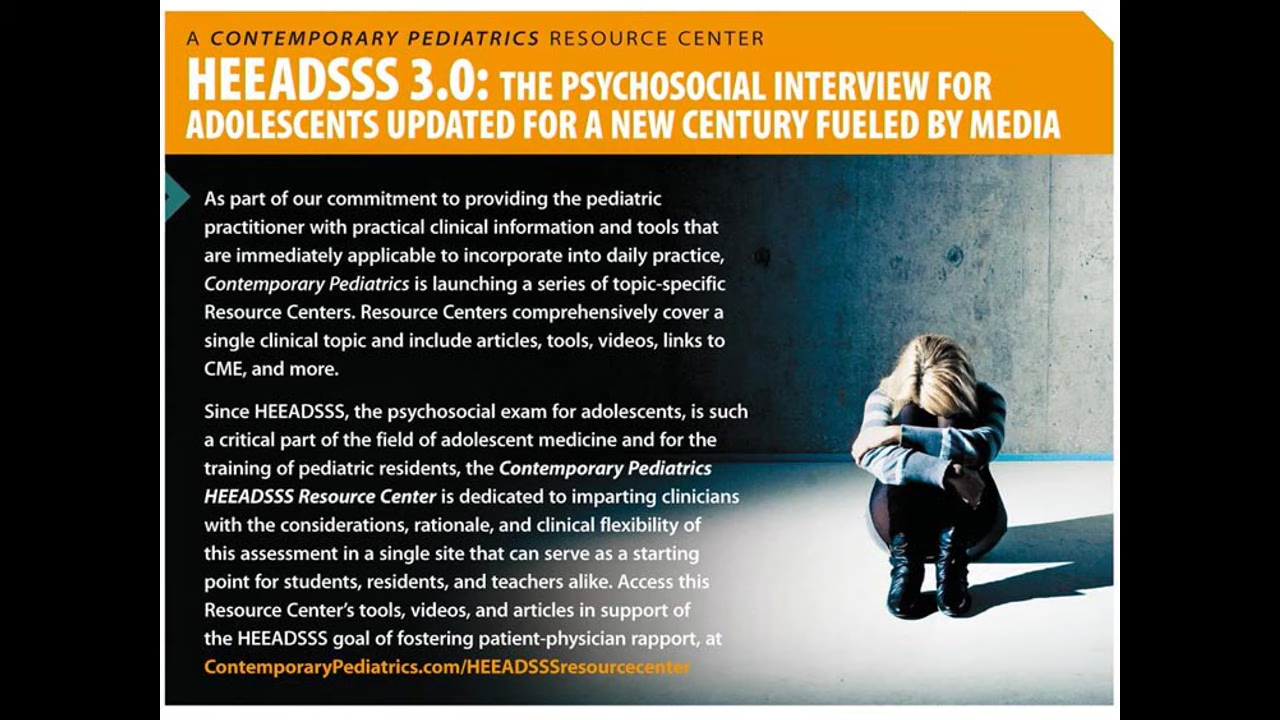 A CONTEMPORARY PEDIATRICS RESOURCE CENTER
HEEADSSS 3.0: THE PSYCHOSOCIAL INTERVIEW FOR
ADOLESCENTS UPDATED FOR A NEW CENTURY FUELED BY MEDIA
As part of our commitment to providing the pediatric
practitioner with practical clinical information and tools that
are immediately applicable to incorporate into daily practice,
Contemporary Pediatrics is launching a series of topic-specific
Resource Centers. Resource Centers comprehensively cover a
single clinical topic and include articles, tools, videos, links to
CME, and more.
Since HEEADSSS, the psychosocial exam for adolescents, is such
a critical part of the field of adolescent medicine and for the
training of pediatric residents, the Contemporary Pediatrics
HEEADSSS Resource Center is dedicated to imparting clinicians
with the considerations, rationale, and clinical flexibility of
this assessment in a single site that can serve as a starting
point for students, residents, and teachers alike. Access this
Resource Center's tools, videos, and articles in support of
the HEEADSSS goal of fostering patient-physician rapport, at
ContemporaryPediatrics.com/HEEADSSSresourcecenter